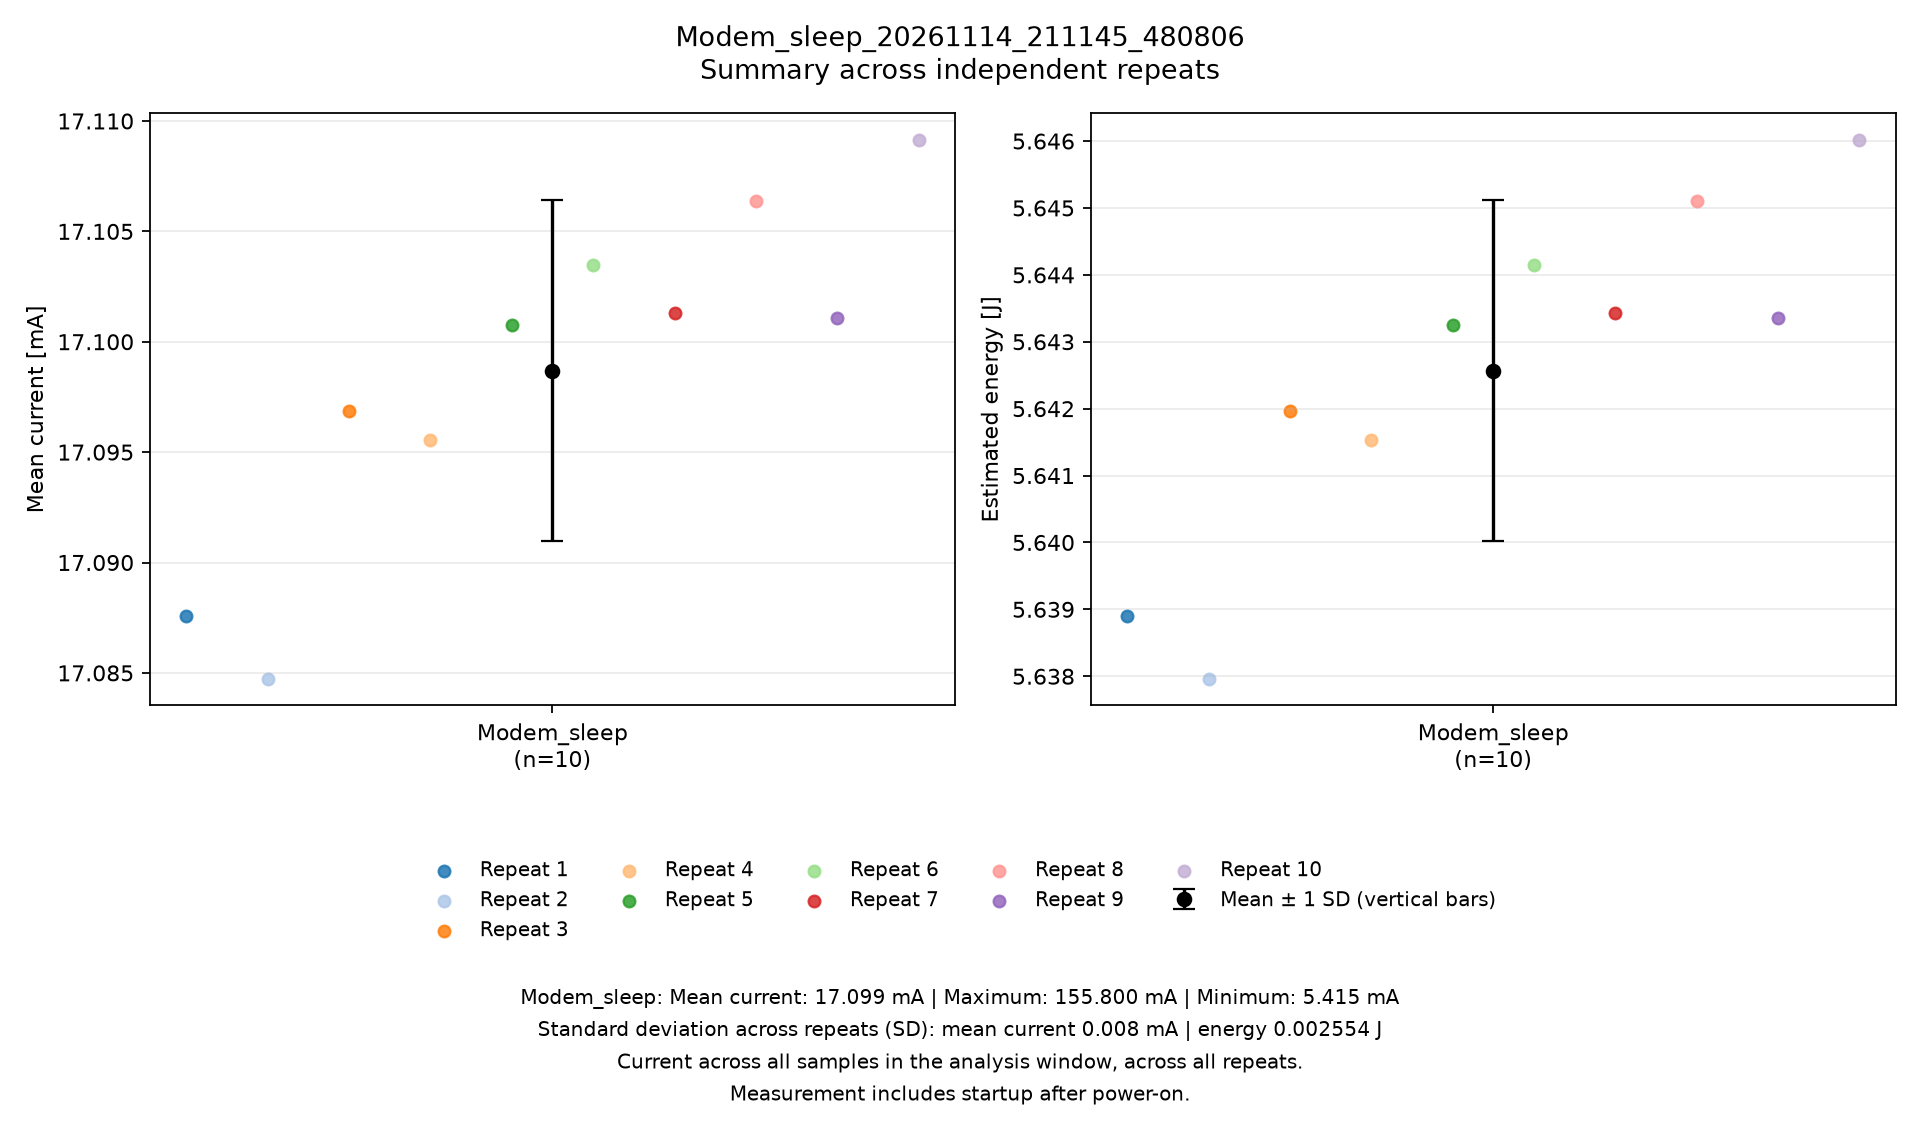 Modem_sleep_20261114_211145_480806
Summary across independent repeats
Mean current [mA]
17.110
17.105
17.100
17.095
17.090
17.085
Modem_sleep
(n=10)
Estimated energy [J]
5.646
5.645
5.644
5.643
5.642
5.641
5.640
5.639
5.638
Modem_sleep
(n=10)
Repeat 1
Repeat 2
Repeat 3
Repeat 4
Repeat 5
Repeat 6
Repeat 7
Repeat 8
Repeat 9
Repeat 10
Mean ± 1 SD (vertical bars)
Modem_sleep: Mean current: 17.099 mA | Maximum: 155.800 mA | Minimum: 5.415 mA
Standard deviation across repeats (SD): mean current 0.008 mA | energy 0.002554 J
Current across all samples in the analysis window, across all repeats.
Measurement includes startup after power-on.